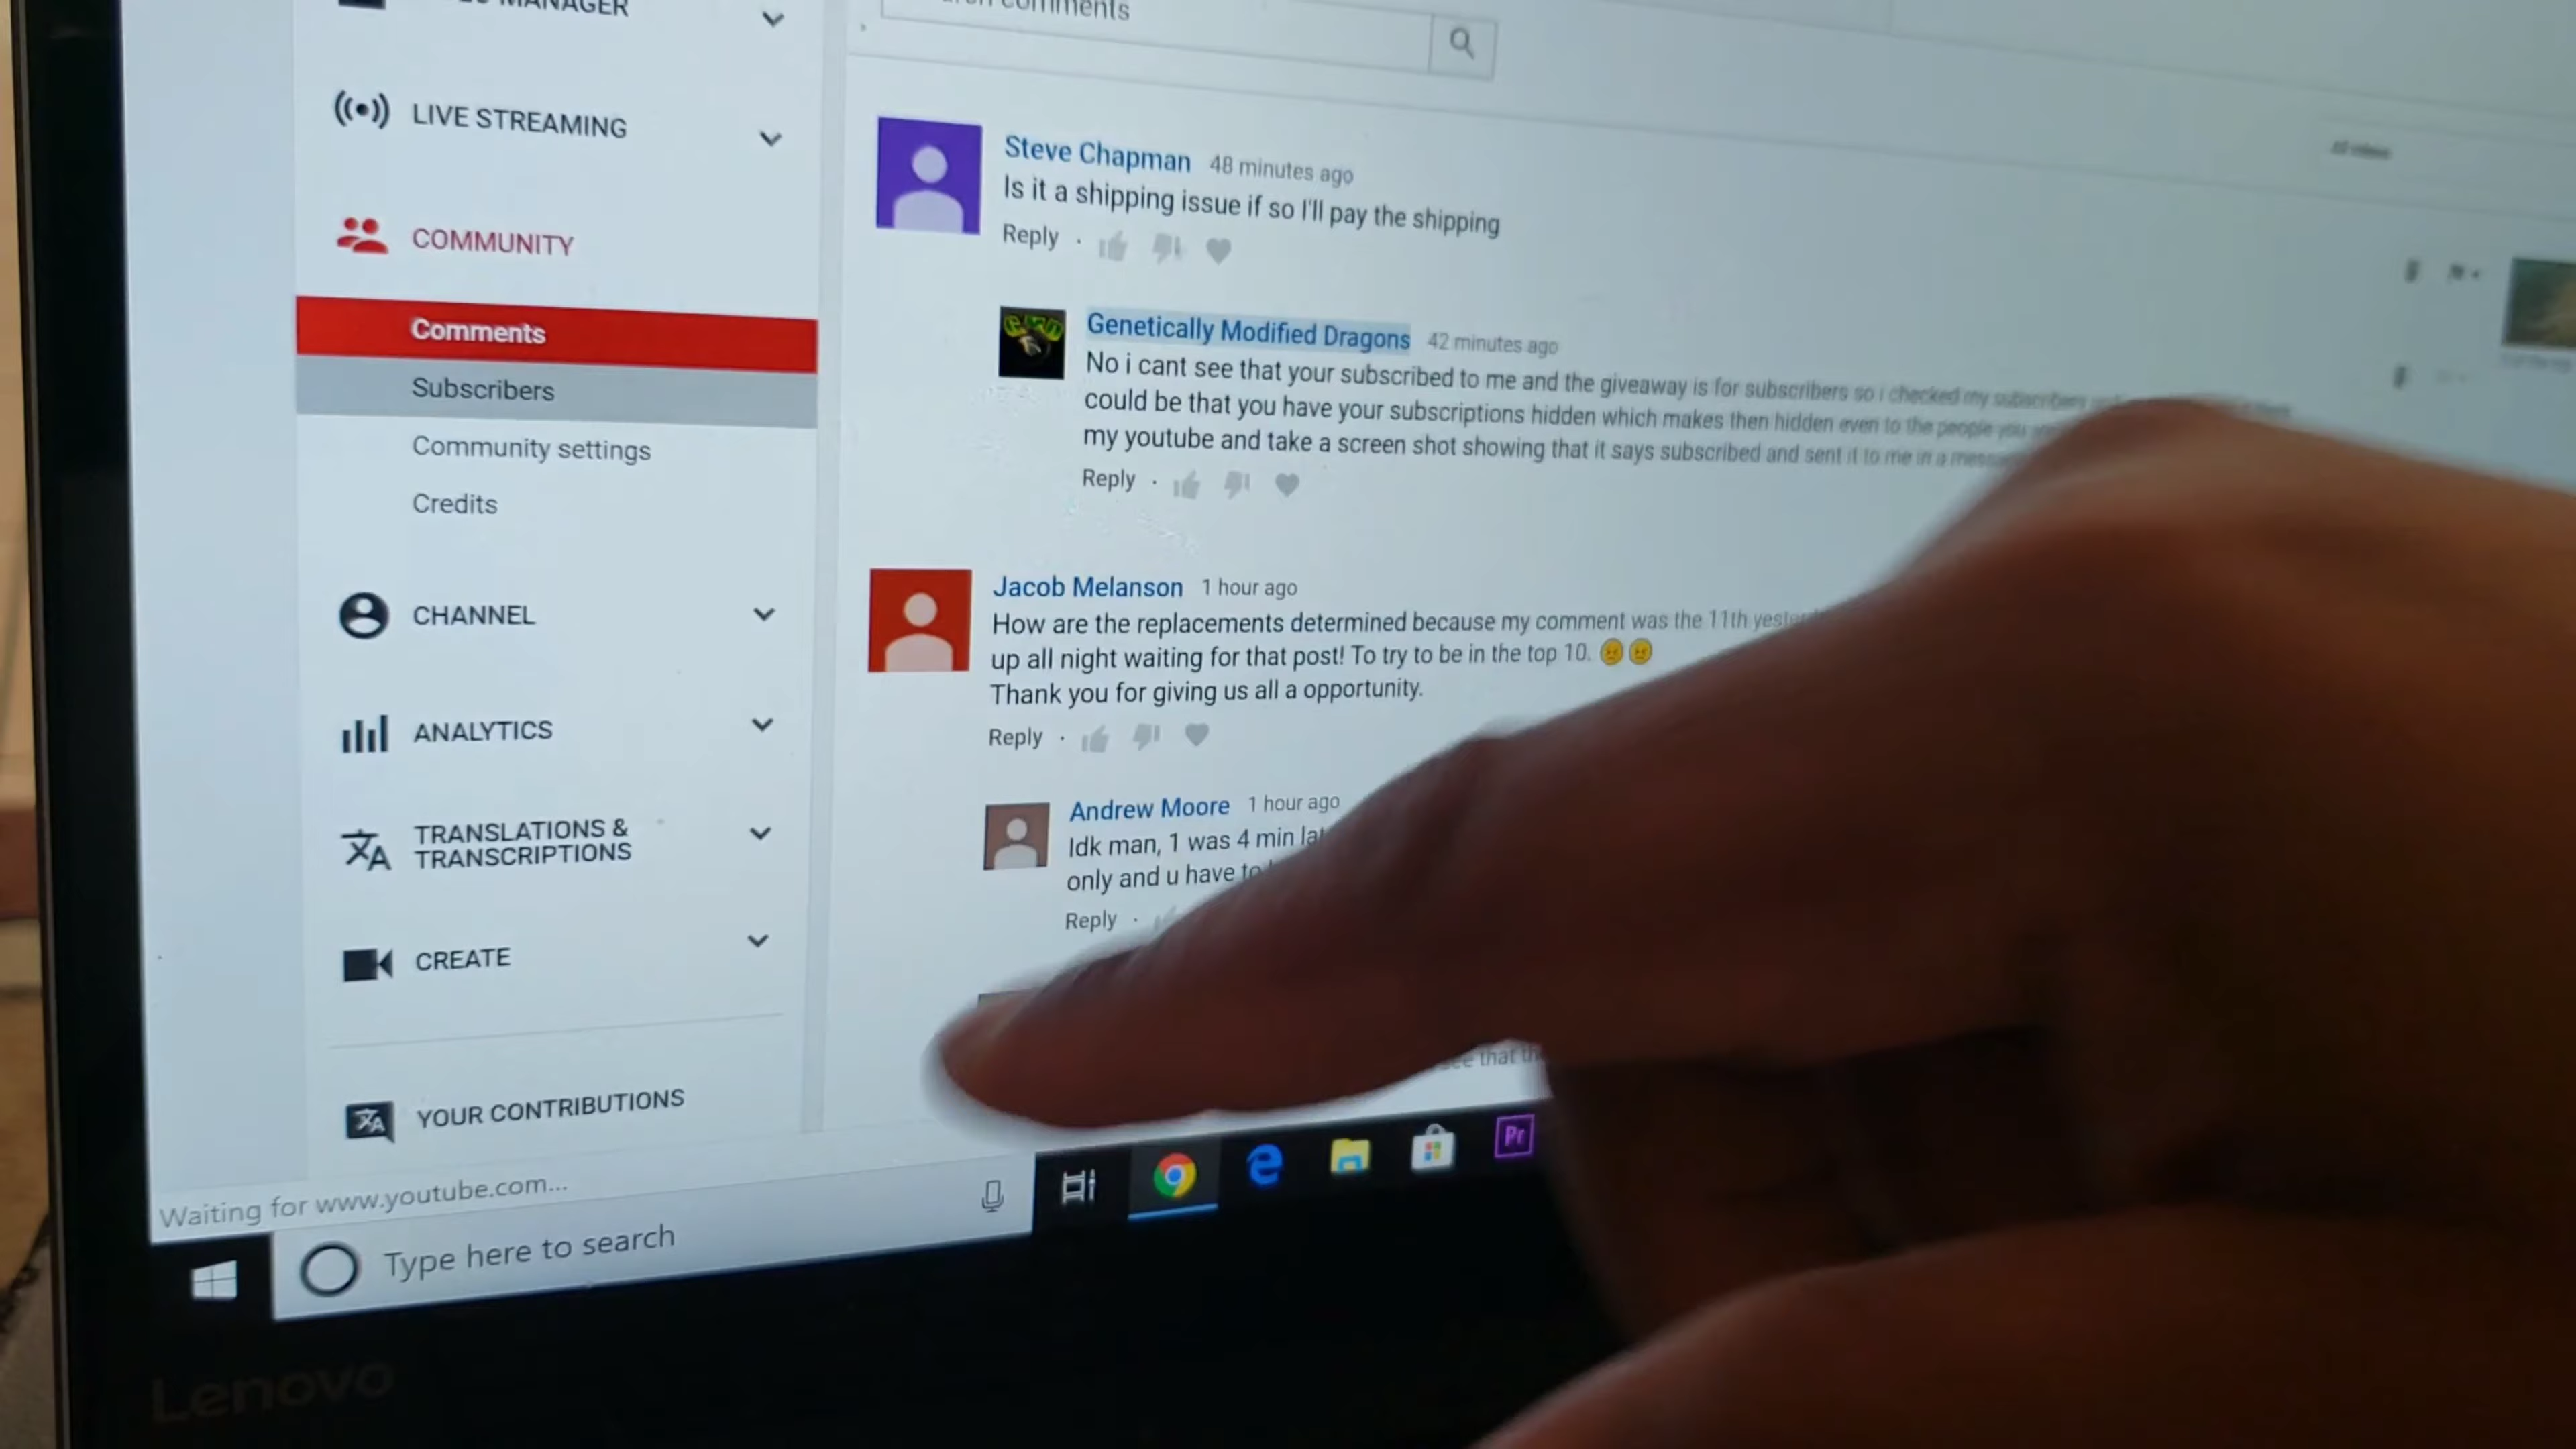 MANAGER
comments
LIVE STREAMING
COMMUNITY
Comments
Subscribers
Community settings
Credits
CHANNEL
ANALYTICS
TRANSLATIONS &
TRANSCRIPTIONS
CREATE
YOUR CONTRIBUTIONS
Steve Chapman 48 minutes ago
Is it a shipping issue if so I'll pay the shipping
Reply ·
Genetically Modified Dragons 42 minutes ago
No i cant see that your subscribed to me and the giveaway is for subscribers so i checked my subscribers
could be that you have your subscriptions hidden which makes then hidden even to the people you
my youtube and take a screen shot showing that it says subscribed and sent it to me in a message
Reply ·
Jacob Melanson 1 hour ago
How are the replacements determined because my comment was the 11th
up all night waiting for that post! To try to be in the top 10. 😠😠
Thank you for giving us all a opportunity.
Reply ·
Andrew Moore 1 hour ago
Idk man, 1 was 4 min
only and u have to
Reply ·
that
Waiting for www.youtube.com...
Type here to search
Pr
Lenovo